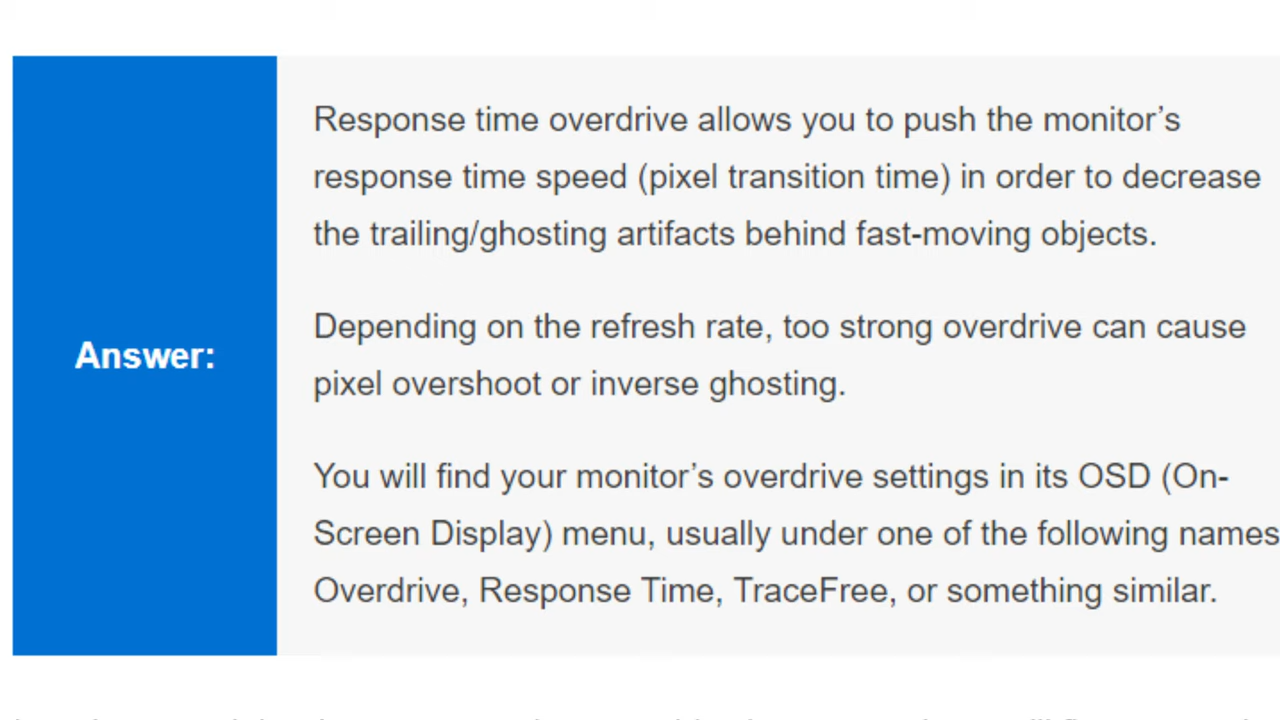 Response time overdrive allows you to push the monitor’s
response time speed (pixel transition time) in order to decrease
the trailing/ghosting artifacts behind fast-moving objects.
Depending on the refresh rate, too strong overdrive can cause
pixel overshoot or inverse ghosting.
Answer:
You will find your monitor’s overdrive settings in its OSD (On-
Screen Display) menu, usually under one of the following names
Overdrive, Response Time, TraceFree, or something similar.